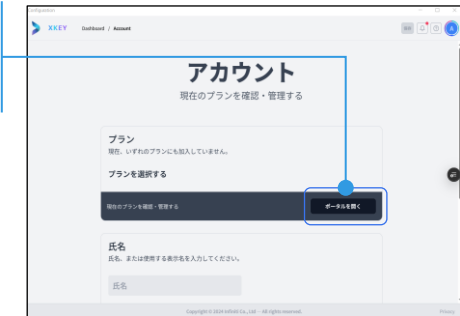 Configuration
XKEY
Dashboard / Account
アカウント
現在のプランを確認・管理する
プラン
現在、いずれのプランにも加入していません。
プランを選択する
現在のプランを確認・管理する
ポータルを開く
氏名
氏名、または使用する表示名を入力してください。
氏名
Copyright © 2024 infiniti Co., Ltd - All rights reserved.
Privacy